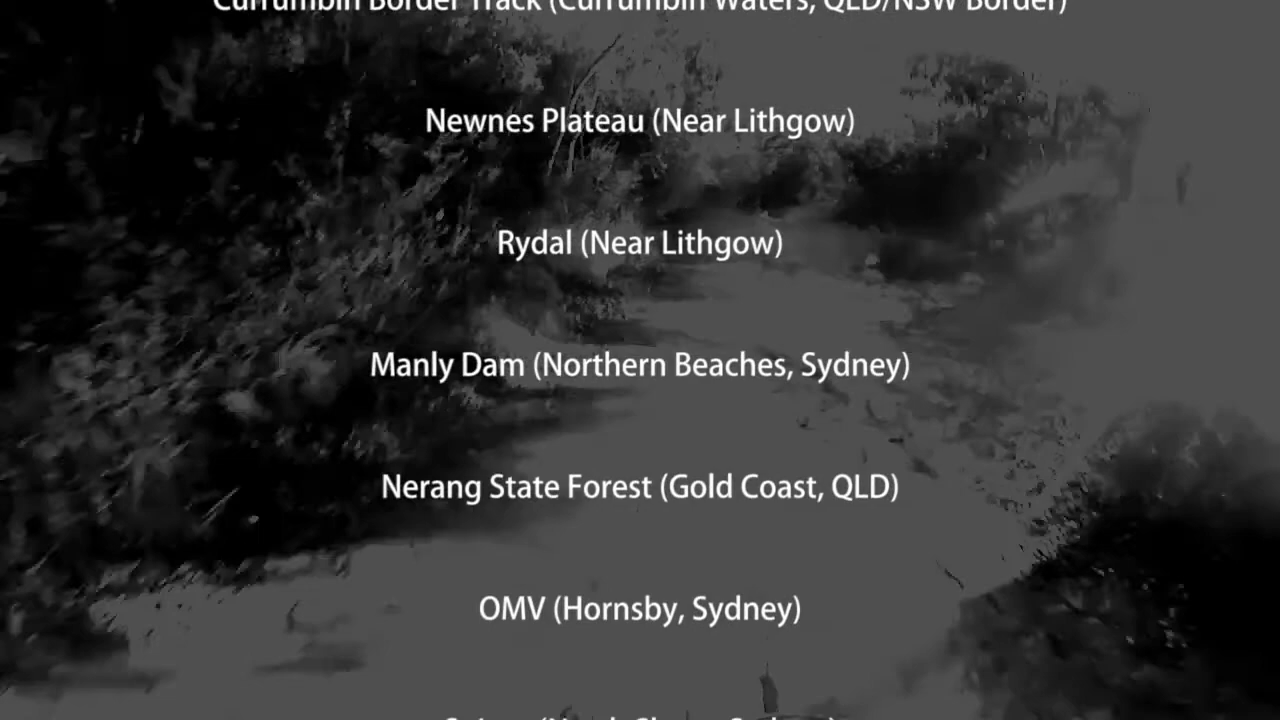 Currumbin Border Track (Currumbin Waters, QLD/NSW Border)
Newnes Plateau (Near Lithgow)
Rydal (Near Lithgow)
Manly Dam (Northern Beaches, Sydney)
Nerang State Forest (Gold Coast, QLD)
OMV (Hornsby, Sydney)